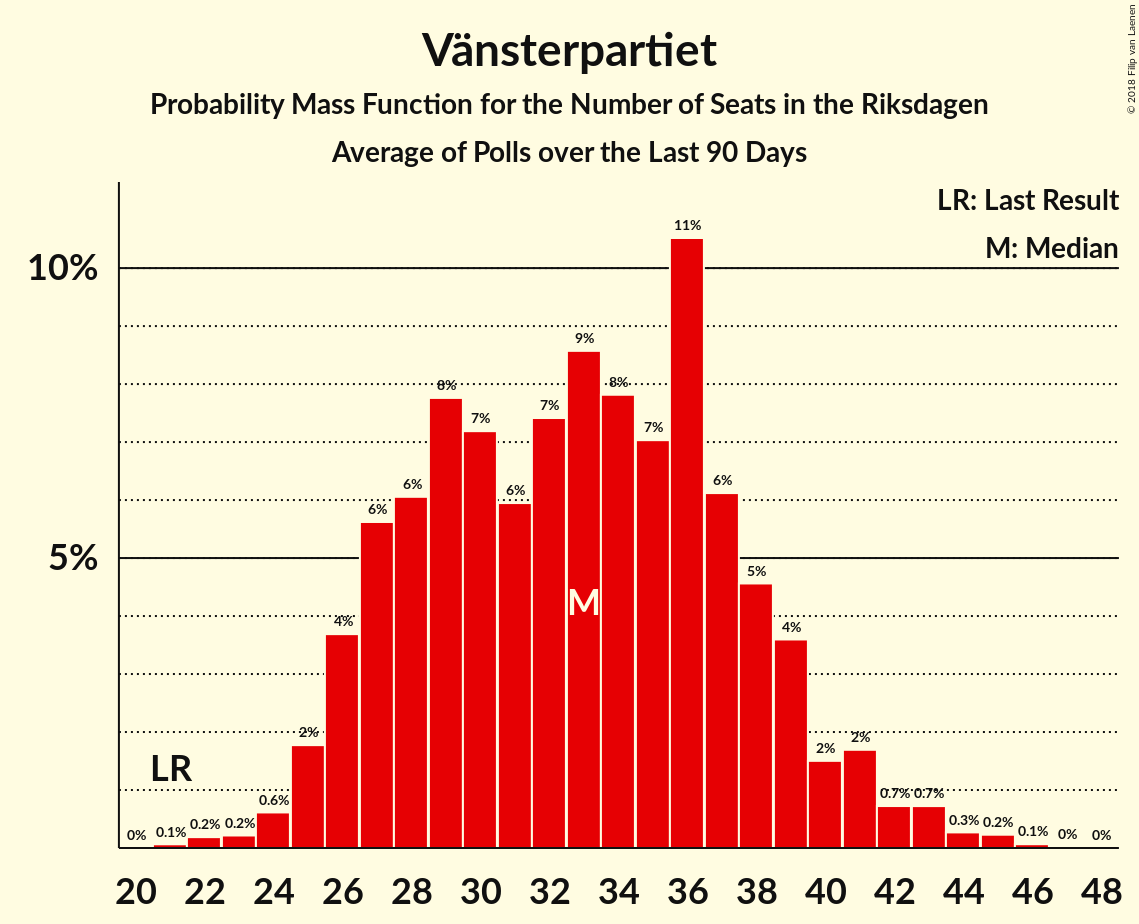 Vänsterpartiet
Probability Mass Function for the Number of Seats in the Riksdagen
Average of Polls over the Last 90 Days
© 2018 Filip van Laenen
LR: Last Result
M: Median
10%
5%
LR
M
0% 0.1% 0.2% 0.2% 0.6% 2% 4% 6% 6% 8% 7% 6% 7% 9% 8% 7% 11% 6% 5% 4% 2% 2% 0.7% 0.7% 0.3% 0.2% 0.1% 0% 0%
20 22 24 26 28 30 32 34 36 38 40 42 44 46 48